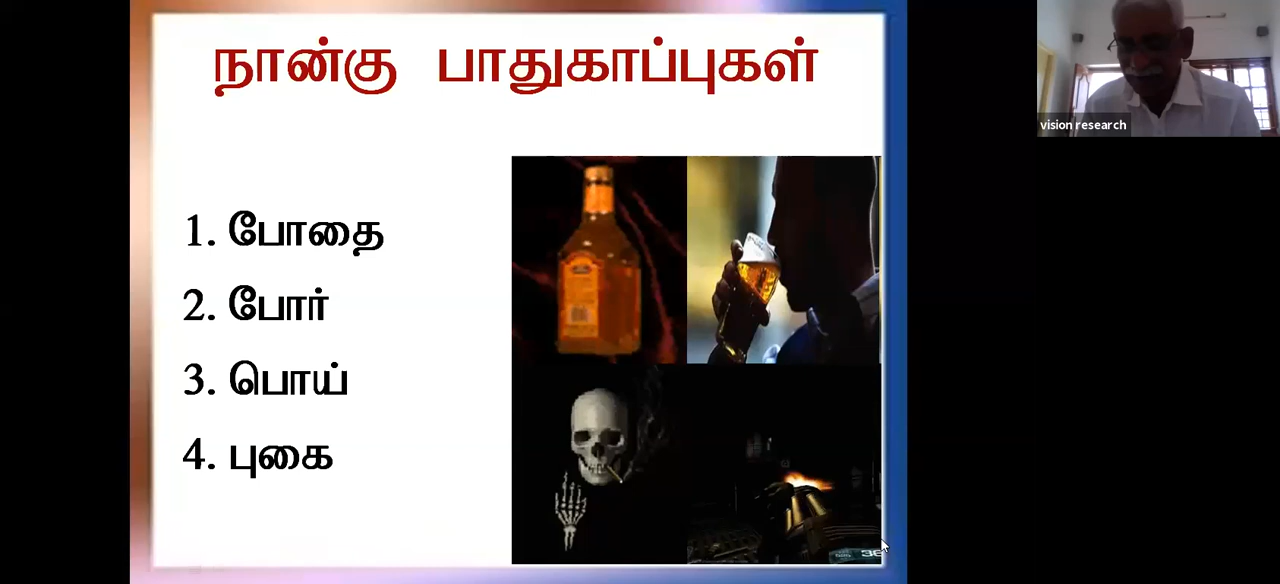 நான்கு பாதுகாப்புகள்
1. போதை
2. போர்
3. பொய்
4. புகை
vision research